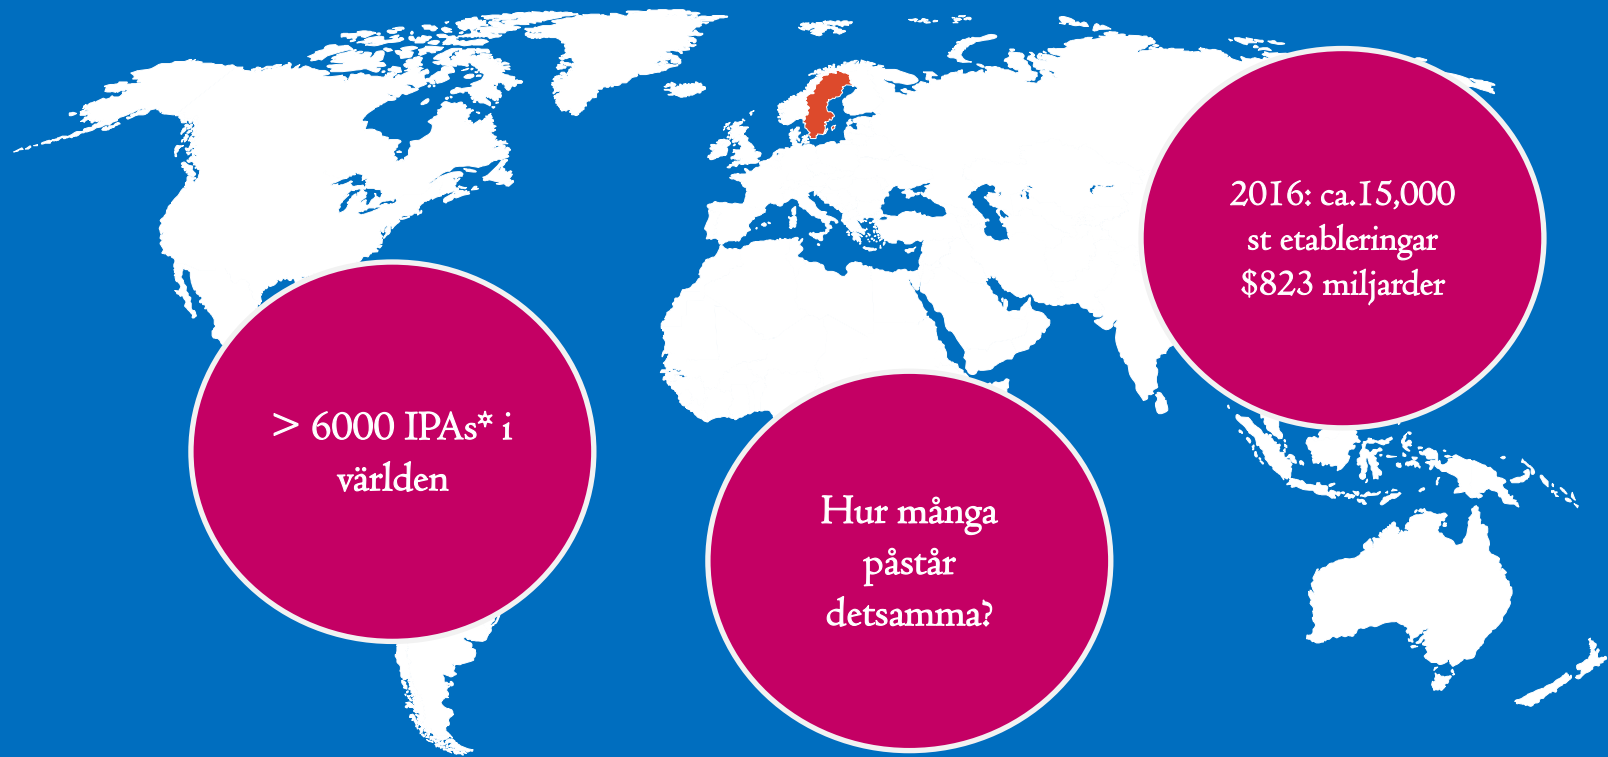 > 6000 IPAs* i
världen
Hur många
påstår
detsamma?
2016: ca.15,000
st etableringar
$823 miljarder